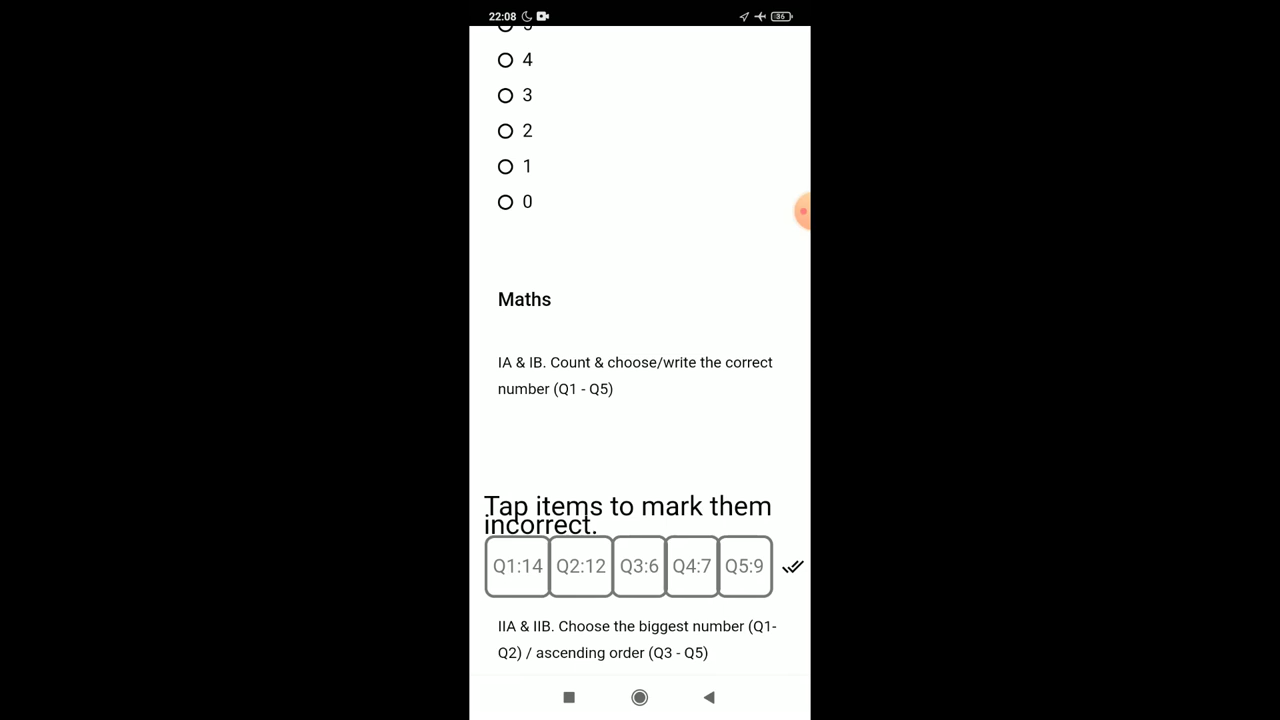 22:08 36
4
3
2
1
0
Maths
IA & IB. Count & choose/write the correct
number (Q1 - Q5)
Tap items to mark them
incorrect.
Q1:14 Q2:12 Q3:6 Q4:7 Q5:9
IIA & IIB. Choose the biggest number (Q1-
Q2) / ascending order (Q3 - Q5)